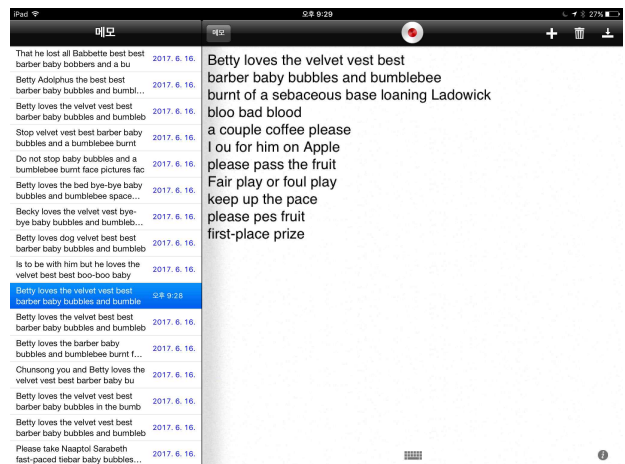 iPad
오후 9:29
27%
메모
메모
That he lost all Babbette best best
barber baby bobbers and a bu
2017. 6. 16.
Betty Adolphus the best best
barber baby bubbles and bumbl...
2017. 6. 16.
Betty loves the velvet vest best
barber baby bubbles and bumbleb
2017. 6. 16.
Stop velvet vest best barber baby
bubbles and a bumblebee burnt
2017. 6. 16.
Do not stop baby bubbles and a
bumblebee burnt face pictures fac
2017. 6. 16.
Betty loves the bed bye-bye baby
bubbles and bumblebee space...
2017. 6. 16.
Becky loves the velvet vest bye-
bye baby bubbles and bumbleb...
2017. 6. 16.
Betty loves dog velvet best best
barber baby bubbles and bumbleb
2017. 6. 16.
Is to be with him but he loves the
velvet best best boo-boo baby
2017. 6. 16.
Betty loves the velvet vest best
barber baby bubbles and bumble
오후 9:28
Betty loves the velvet best best
barber baby bubbles and bumbleb
2017. 6. 16.
Betty loves the barber baby
bubbles and bumblebee burnt f...
2017. 6. 16.
Chunsong you and Betty loves the
velvet vest best barber baby bu
2017. 6. 16.
Betty loves the velvet vest best
barber baby bubbles in the bumb
2017. 6. 16.
Betty loves the velvet vest best
barber baby bubbles and bumbleb
2017. 6. 16.
Please take Naaptol Sarabeth
fast-paced tiebar baby bubbles...
2017. 6. 16.
Betty loves the velvet vest best
barber baby bubbles and bumblebee
burnt of a sebaceous base loaning Ladowick
bloo bad blood
a couple coffee please
I ou for him on Apple
please pass the fruit
Fair play or foul play
keep up the pace
please pes fruit
first-place prize